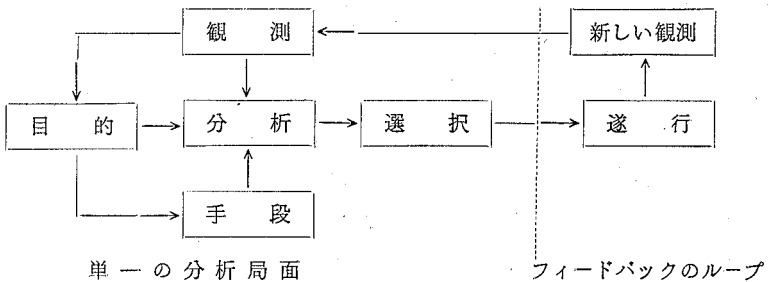 観測
新しい観測
目的
分析
選択
遂行
手段
単一の分析局面
フィードバックのループ